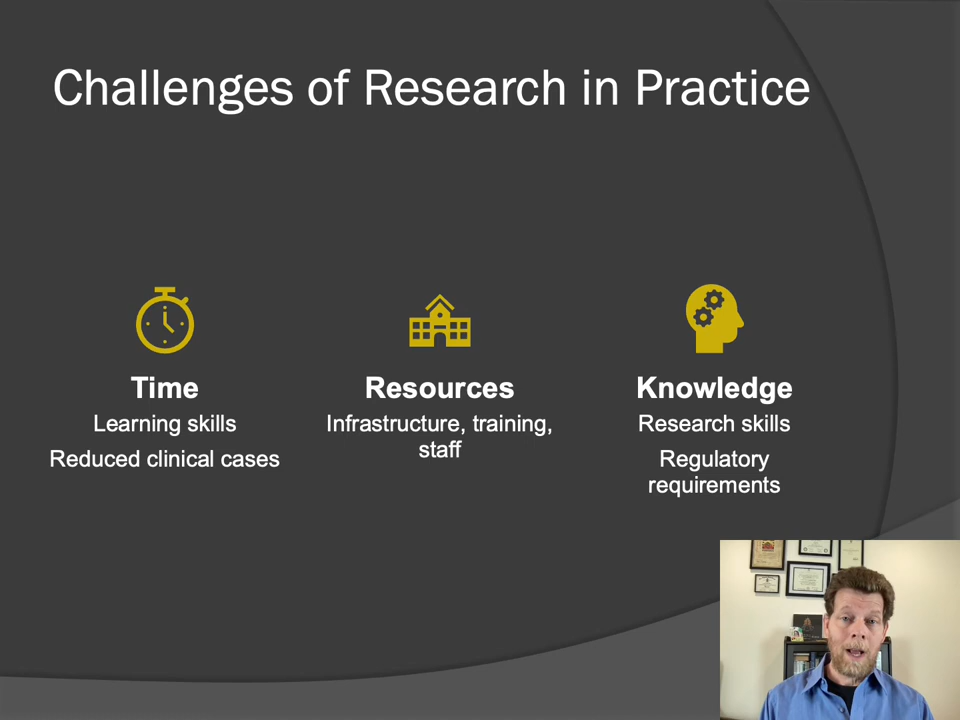 Challenges of Research in Practice
Time
Learning skills
Reduced clinical cases
Resources
Infrastructure, training,
staff
Knowledge
Research skills
Regulatory
requirements